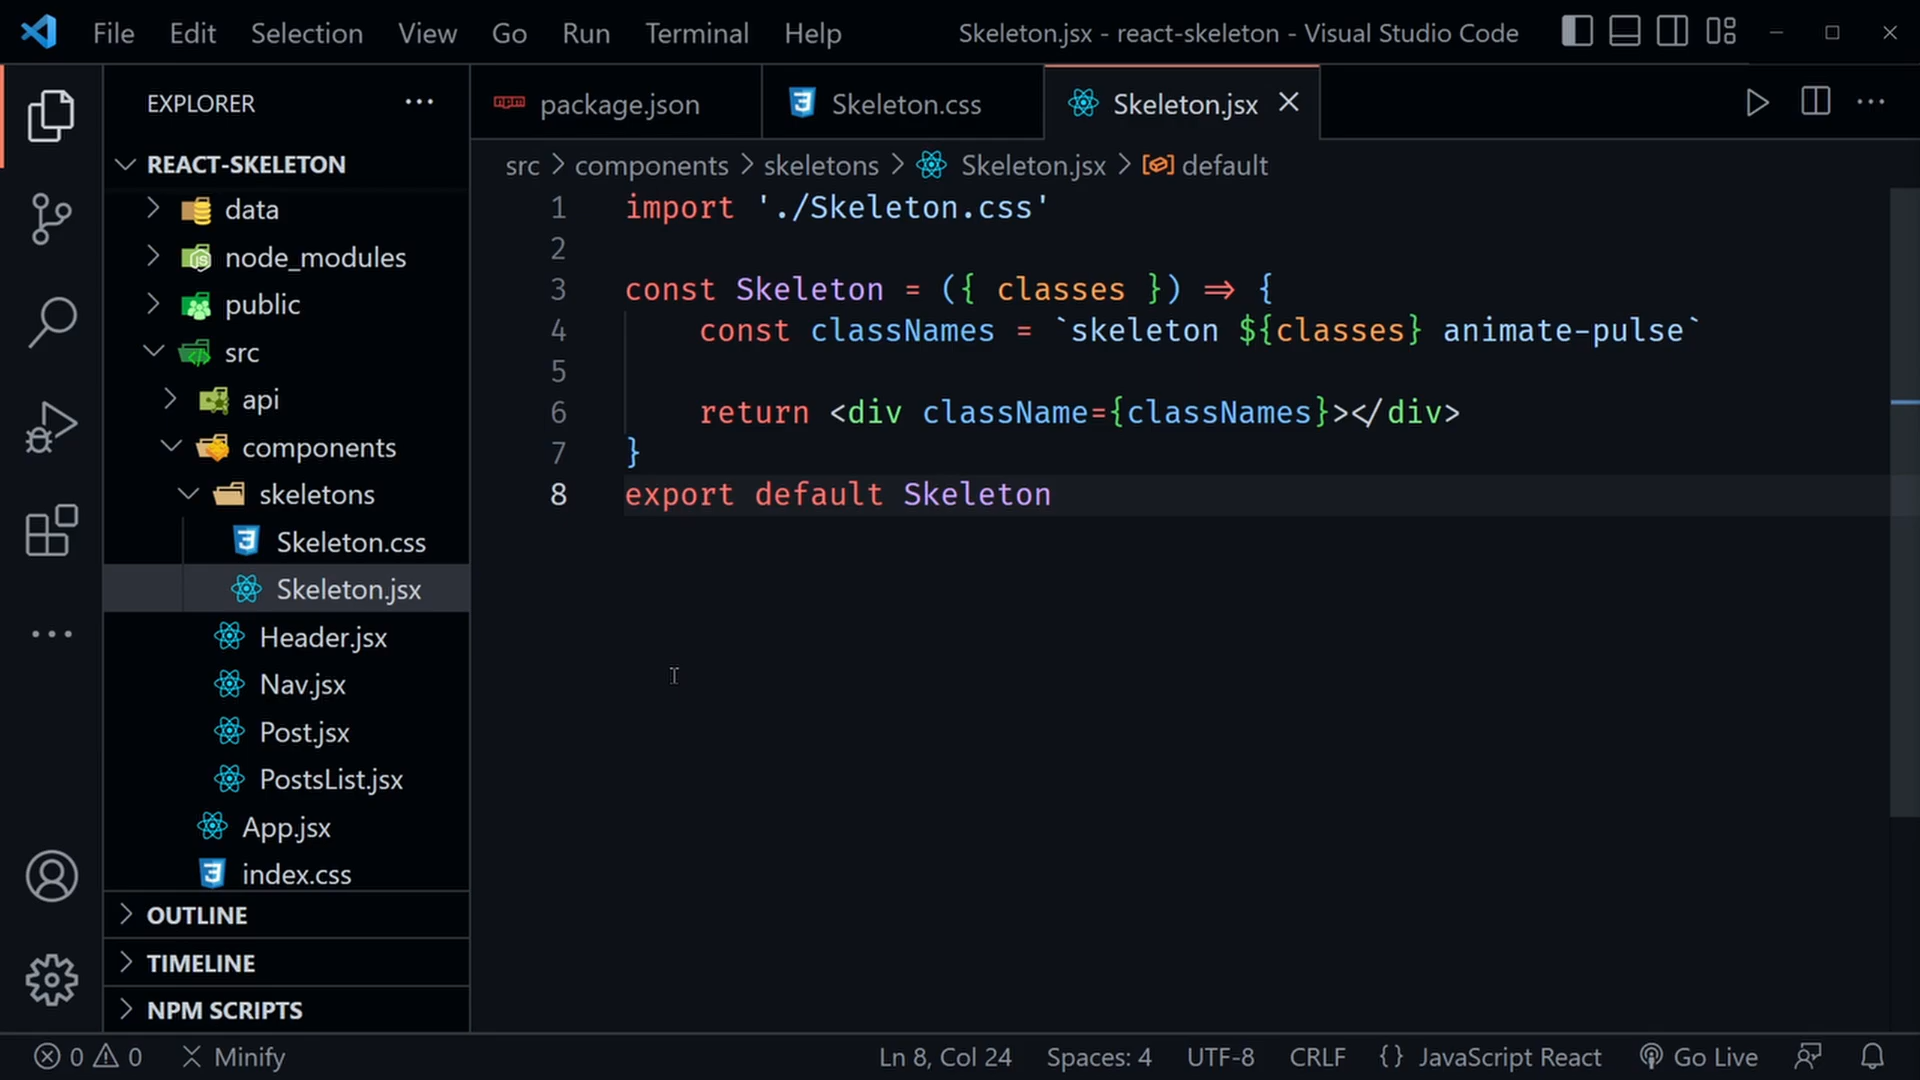 File Edit Selection View Go Run Terminal Help Skeleton.jsx - react-skeleton - Visual Studio Code
EXPLORER
package.json Skeleton.css Skeleton.jsx
REACT-SKELETON
src > components > skeletons > Skeleton.jsx > default
data
node_modules
public
src
api
components
skeletons
Skeleton.css
Skeleton.jsx
Header.jsx
Nav.jsx
Post.jsx
PostsList.jsx
App.jsx
index.css
OUTLINE
TIMELINE
NPM SCRIPTS
1 import './Skeleton.css'
2
3 const Skeleton = ({ classes }) => {
4 const classNames = `skeleton ${classes} animate-pulse`
5
6 return <div className={classNames}></div>
7 }
8 export default Skeleton
0 0 Minify Ln 8, Col 24 Spaces: 4 UTF-8 CRLF {} JavaScript React Go Live